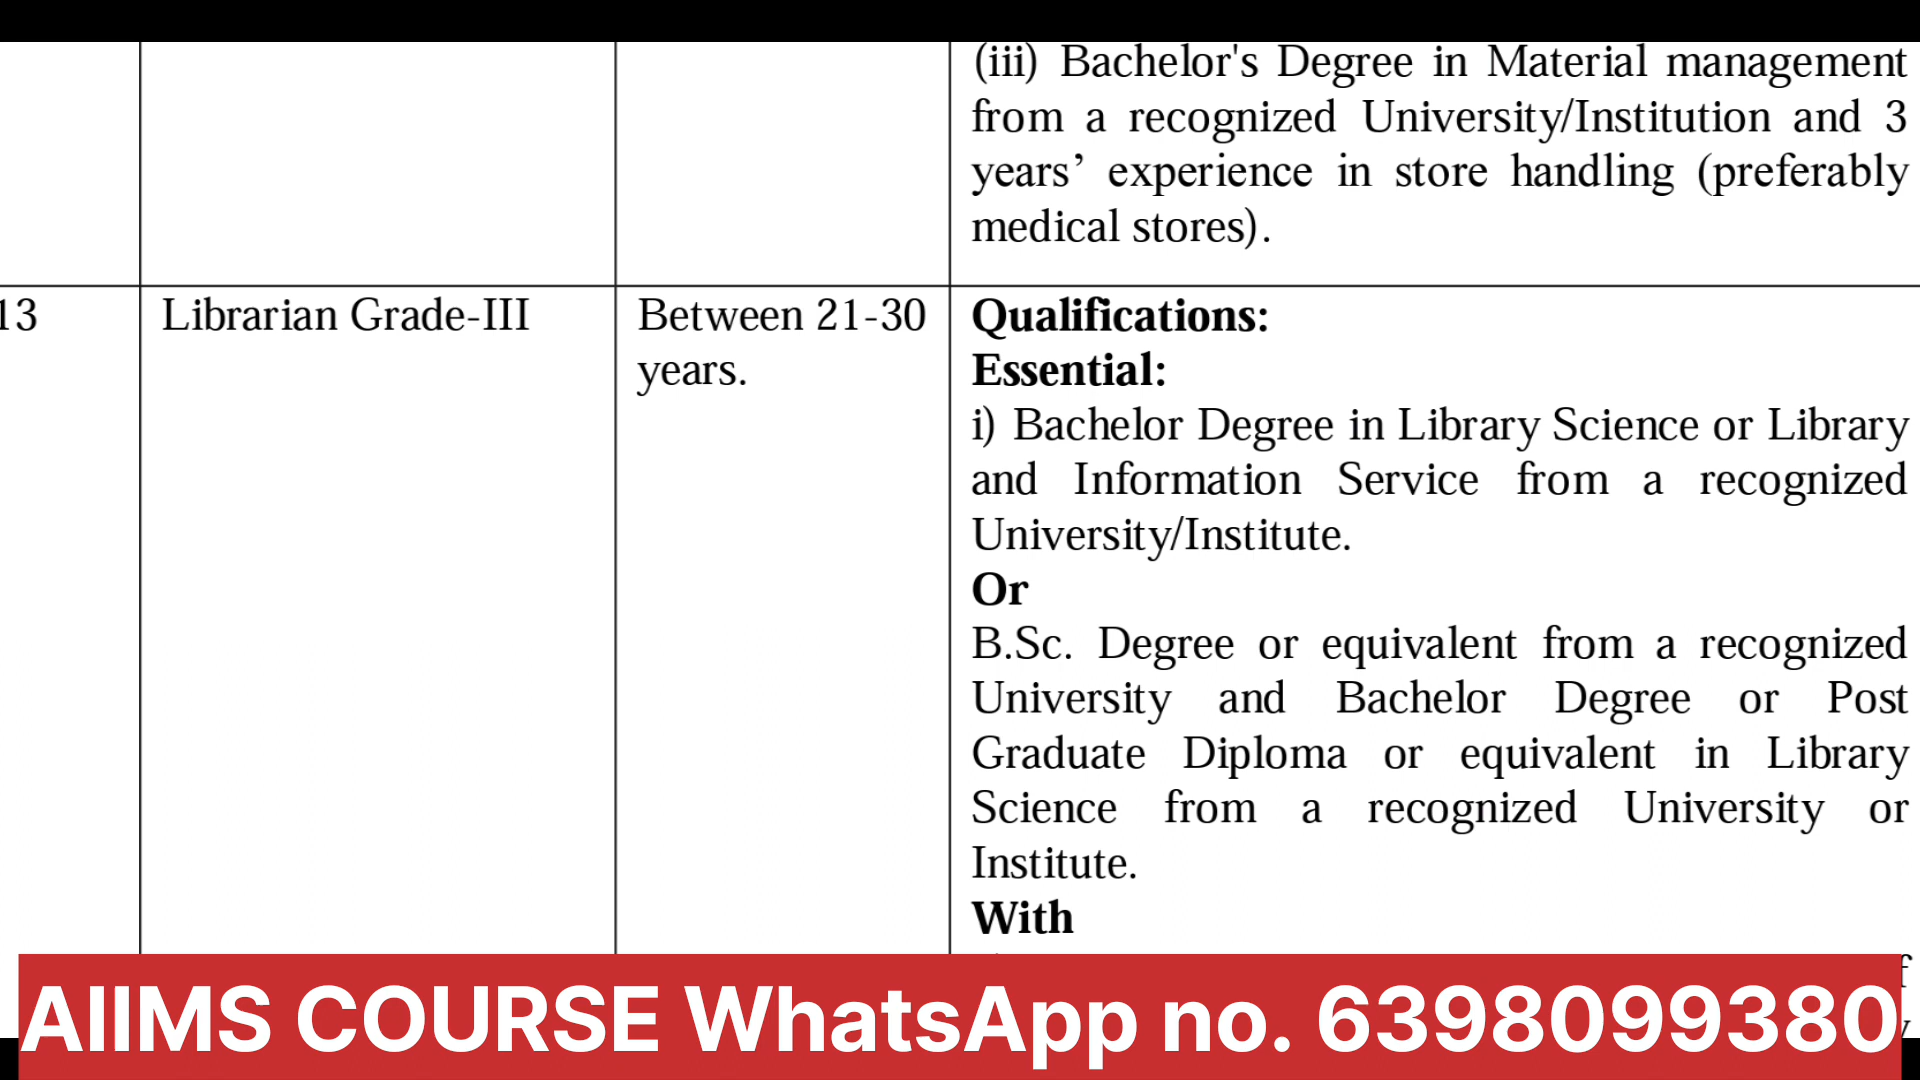 (iii) Bachelor's Degree in Material management
from a recognized University/Institution and 3
years’ experience in store handling (preferably
medical stores).
13
Librarian Grade-III
Between 21-30
years.
Qualifications:
Essential:
i) Bachelor Degree in Library Science or Library
and Information Service from a recognized
University/Institute.
Or
B.Sc. Degree or equivalent from a recognized
University and Bachelor Degree or Post
Graduate Diploma or equivalent in Library
Science from a recognized University or
Institute.
With
AIIMS COURSE WhatsApp no. 6398099380